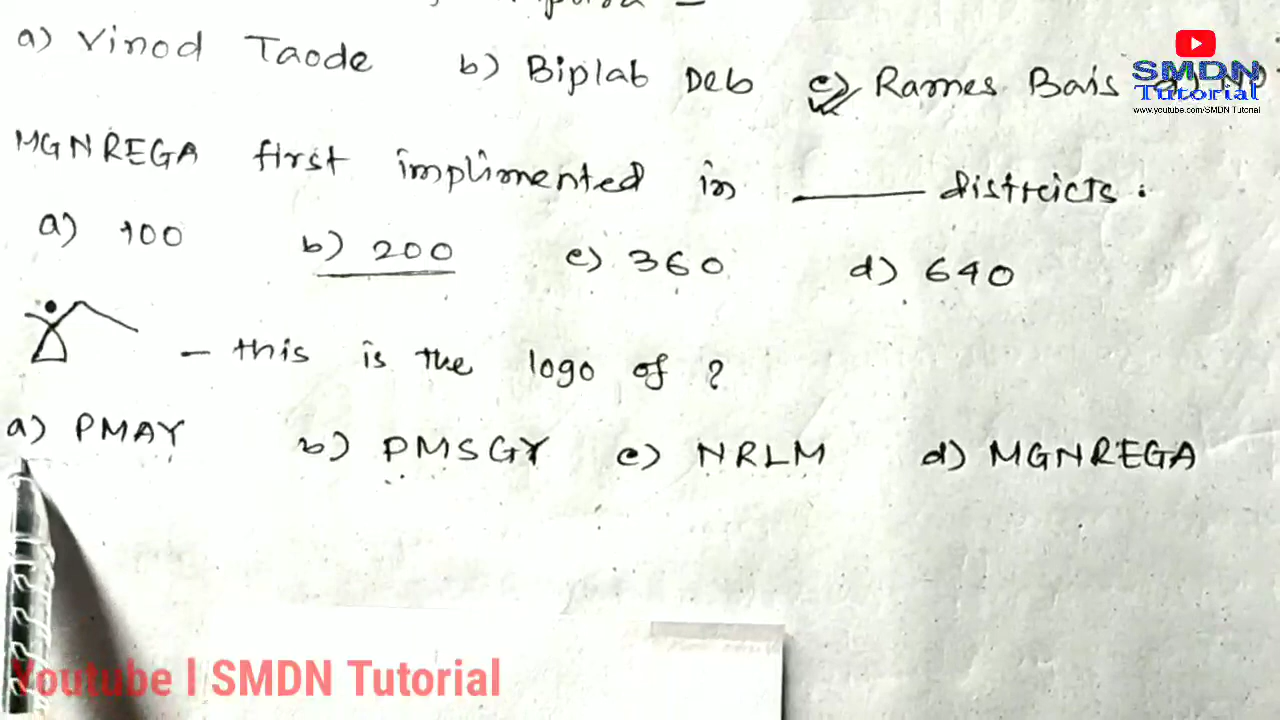 a) Vinod Taode b) Biplab Deb c) Rames Bais d)
SMDN
Tutorial
www.youtube.com/SMDN Tutorial
MGNREGA first implimented in ______ districts.
a) 100 b) 200 c) 360 d) 640
– this is the logo of ?
a) PMAY b) PMSGY c) NRLM d) MGNREGA
Youtube l SMDN Tutorial